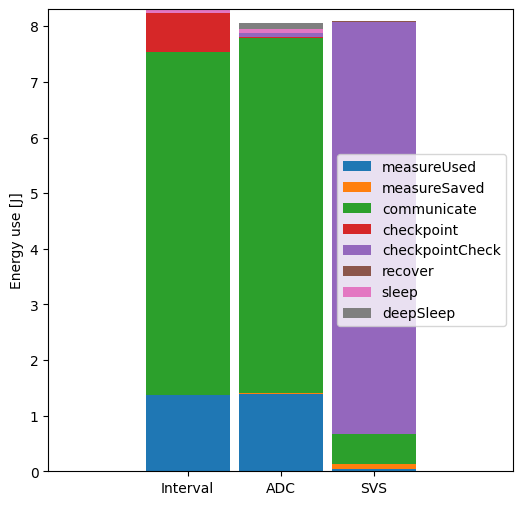 8
7
6
5
4
3
2
1
0
Energy use [J]
measureUsed
measureSaved
communicate
checkpoint
checkpointCheck
recover
sleep
deepSleep
Interval
ADC
SVS